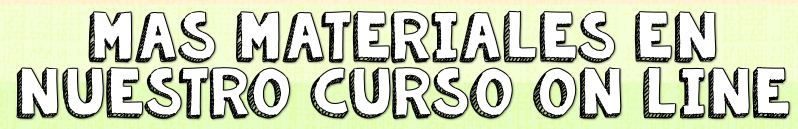 MAS MATERIALES EN
NUESTRO CURSO ON LINE